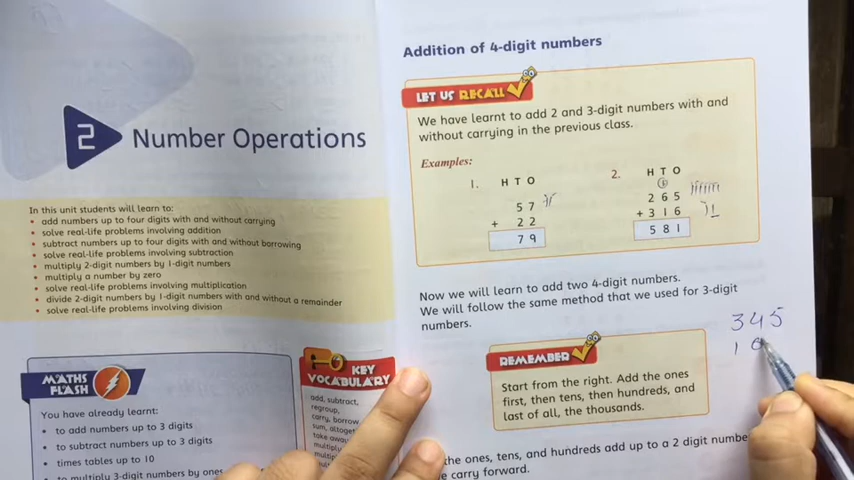 2
Number Operations
In this unit students will learn to:
• add numbers up to four digits with and without carrying
• solve real-life problems involving addition
• subtract numbers up to four digits with and without borrowing
• solve real-life problems involving subtraction
• multiply 2-digit numbers by 1-digit numbers
• multiply a number by zero
• solve real-life problems involving multiplication
• divide 2-digit numbers by 1-digit numbers with and without a remainder
• solve real-life problems involving division
MATHS
FLASH
You have already learnt:
• to add numbers up to 3 digits
• to subtract numbers up to 3 digits
• times tables up to 10
• to multiply 3-digit numbers by ones
KEY
VOCABULARY
add, subtract,
regroup,
carry, borrow
sum,
take away
multiply
Addition of 4-digit numbers
LET US RECALL
We have learnt to add 2 and 3-digit numbers with and
without carrying in the previous class.
Examples:
1. H T O
5 7
+ 2 2
7 9
2. H T O
1
2 6 5
+ 3 1 6
5 8 1
Now we will learn to add two 4-digit numbers.
We will follow the same method that we used for 3-digit
numbers.
345
1
REMEMBER
Start from the right. Add the ones
first, then tens, then hundreds, and
last of all, the thousands.
the ones, tens, and hundreds add up to a 2 digit
carry forward.